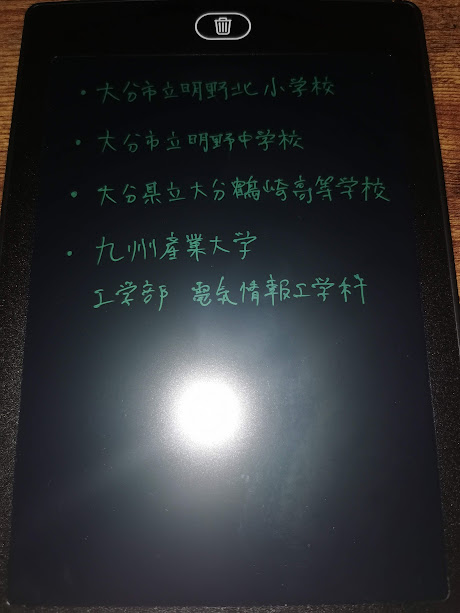 ・大分市立明野北小学校
・大分市立明野中学校
・大分県立大分鶴崎高等学校
・九州産業大学
工学部 電気情報工学科